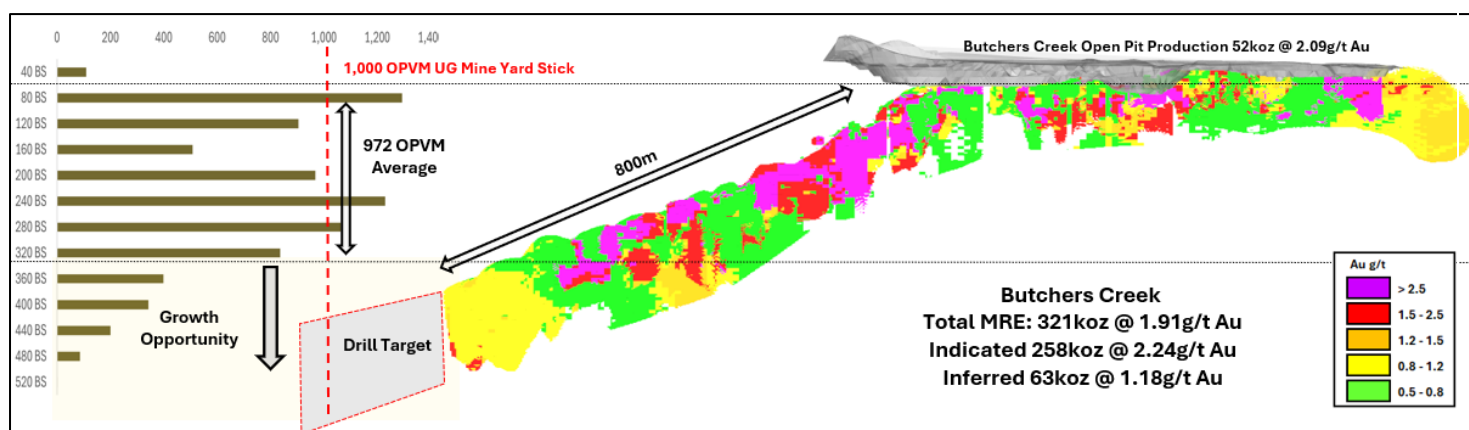 0 200 400 600 800 1,000 1,200 1,40
40 BS
80 BS
120 BS
160 BS
200 BS
240 BS
280 BS
320 BS
360 BS
400 BS
440 BS
480 BS
520 BS
1,000 OPVM UG Mine Yard Stick
972 OPVM
Average
Growth
Opportunity
Drill Target
800m
Butchers Creek Open Pit Production 52koz @ 2.09g/t Au
Butchers Creek
Total MRE: 321koz @ 1.91g/t Au
Indicated 258koz @ 2.24g/t Au
Inferred 63koz @ 1.18g/t Au
Au g/t
> 2.5
1.5 - 2.5
1.2 - 1.5
0.8 - 1.2
0.5 - 0.8